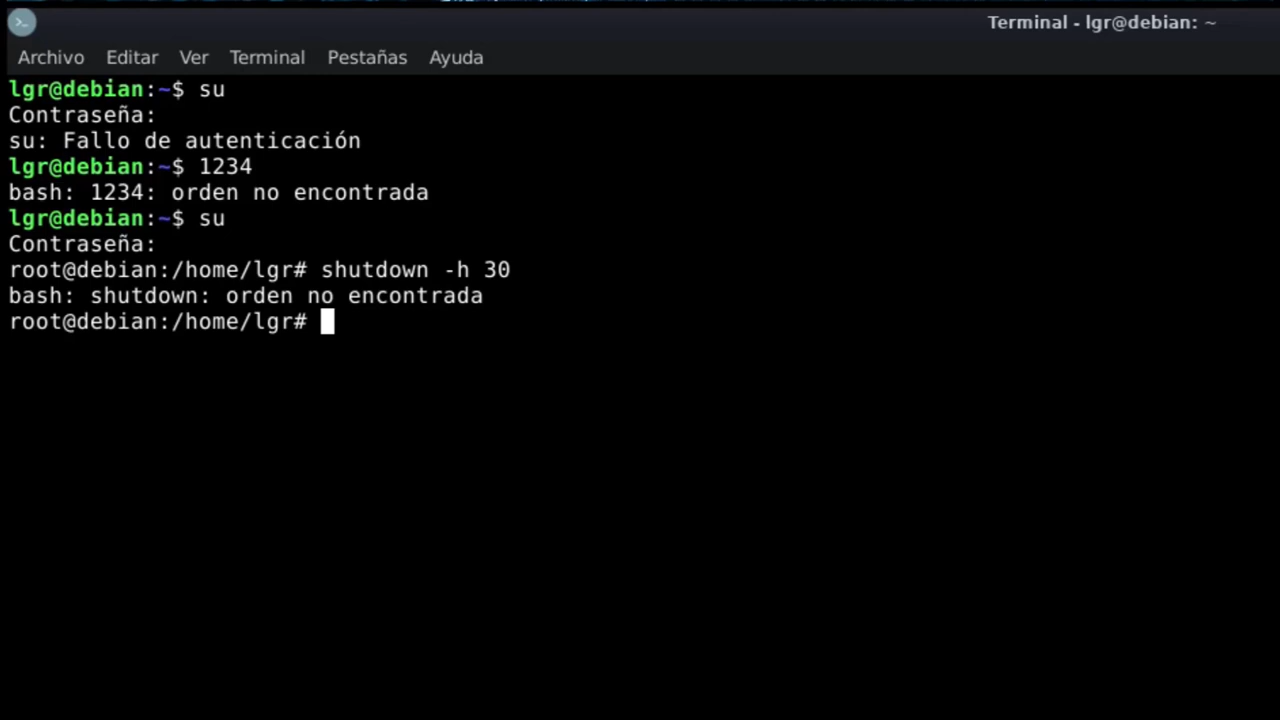 Terminal - lgr@debian: ~
Archivo Editar Ver Terminal Pestañas Ayuda
lgr@debian:~$ su
Contraseña:
su: Fallo de autenticación
lgr@debian:~$ 1234
bash: 1234: orden no encontrada
lgr@debian:~$ su
Contraseña:
root@debian:/home/lgr# shutdown -h 30
bash: shutdown: orden no encontrada
root@debian:/home/lgr#